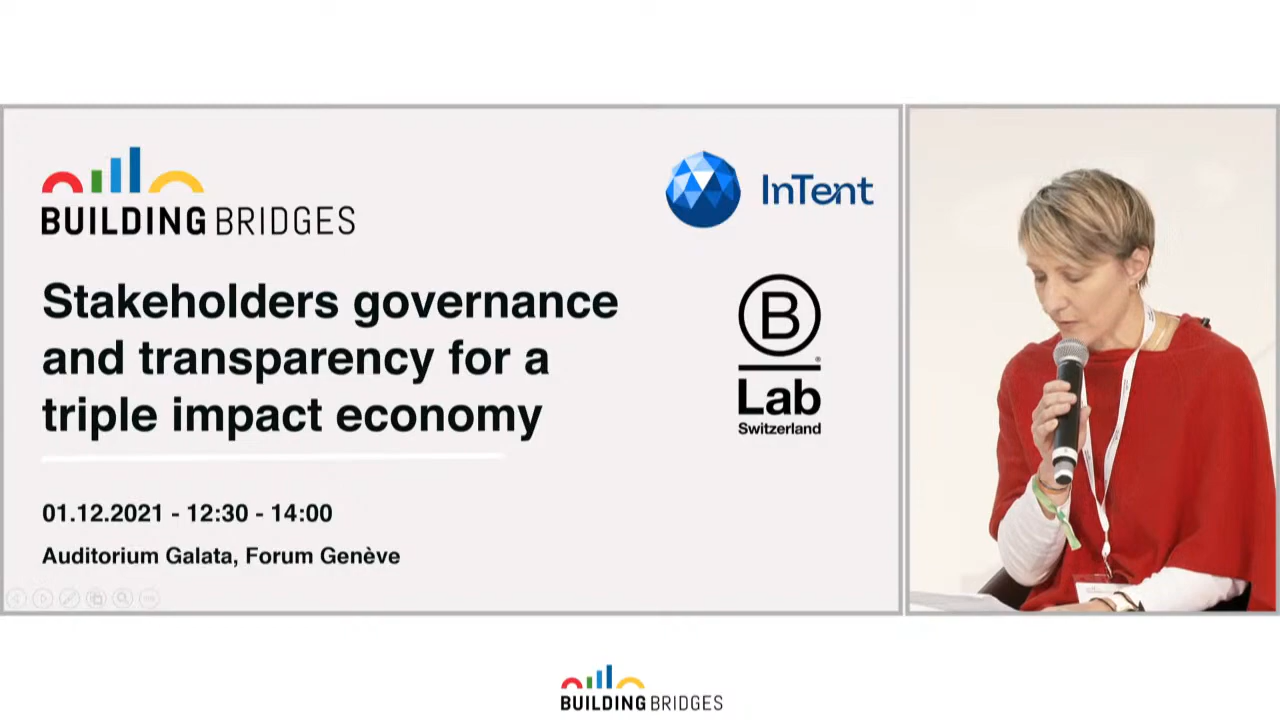 BUILDING BRIDGES
InTent
Stakeholders governance
and transparency for a
triple impact economy
B
®
Lab
Switzerland
01.12.2021 - 12:30 - 14:00
Auditorium Galata, Forum Genève
BUILDING BRIDGES